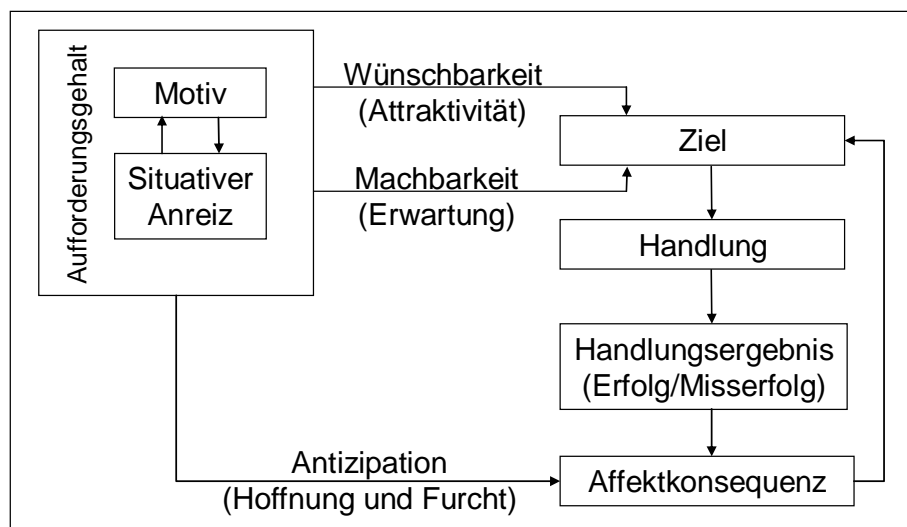 Aufforderungsgehalt
Motiv
Situativer
Anreiz
Wünschbarkeit
(Attraktivität)
Machbarkeit
(Erwartung)
Ziel
Handlung
Handlungsergebnis
(Erfolg/Misserfolg)
Antizipation
(Hoffnung und Furcht)
Affektkonsequenz